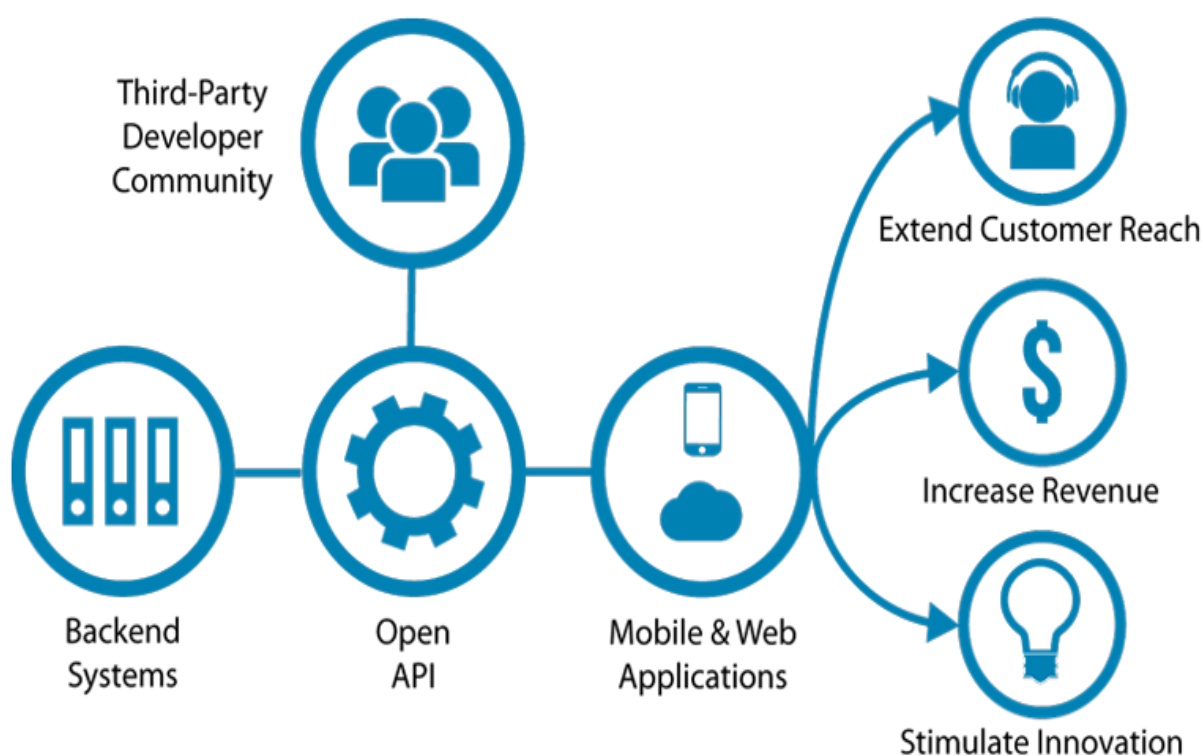 Third-Party
Developer
Community
Extend Customer Reach
$
Increase Revenue
Backend
Systems
Open
API
Mobile & Web
Applications
Stimulate Innovation